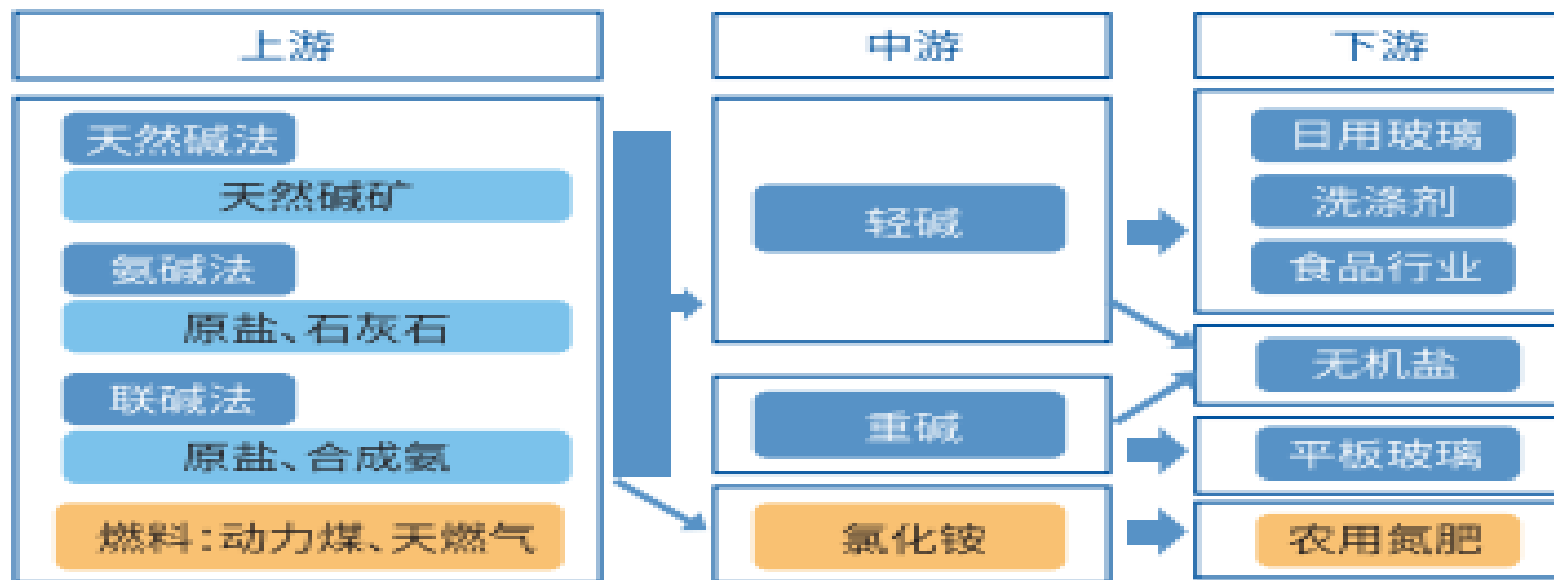 上游
天然碱法
天然碱矿
氨碱法
原盐、石灰石
联碱法
原盐、合成氨
燃料：动力煤、天燃气
中游
轻碱
重碱
氯化铵
下游
日用玻璃
洗涤剂
食品行业
无机盐
平板玻璃
农用氮肥